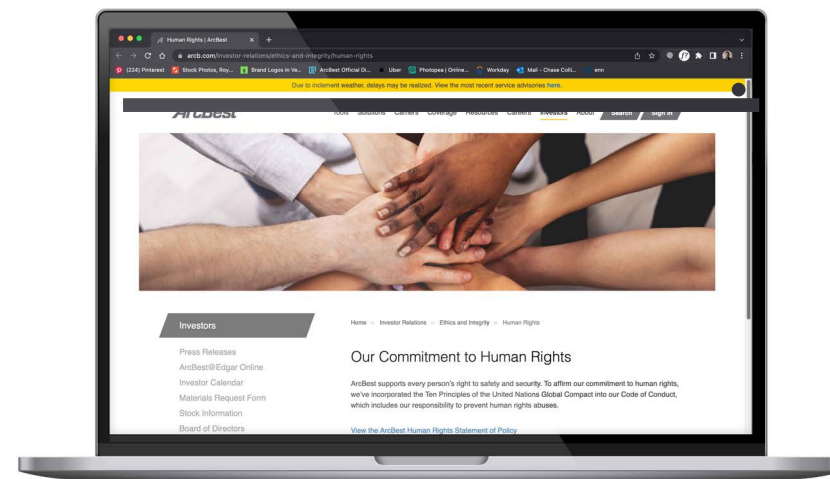 Human Rights | ArcBest
arcb.com/investor-relations/ethics-and-integrity/human-rights
(224) Pinterest Stock Photos, Roy... Brand Logos in Ve... ArcBest Official Di... Uber Photopea | Online... Workday Mail - Chase Colli... enn
Due to inclement weather, delays may be realized. View the most recent service advisories here.
ArcBest Tools Solutions Carriers Coverage Resources Careers Investors About Search Sign In
Home > Investor Relations > Ethics and Integrity > Human Rights
Investors
Press Releases
ArcBest@Edgar Online
Investor Calendar
Materials Request Form
Stock Information
Board of Directors
Our Commitment to Human Rights
ArcBest supports every person's right to safety and security. To affirm our commitment to human rights,
we've incorporated the Ten Principles of the United Nations Global Compact into our Code of Conduct,
which includes our responsibility to prevent human rights abuses.
View the ArcBest Human Rights Statement of Policy